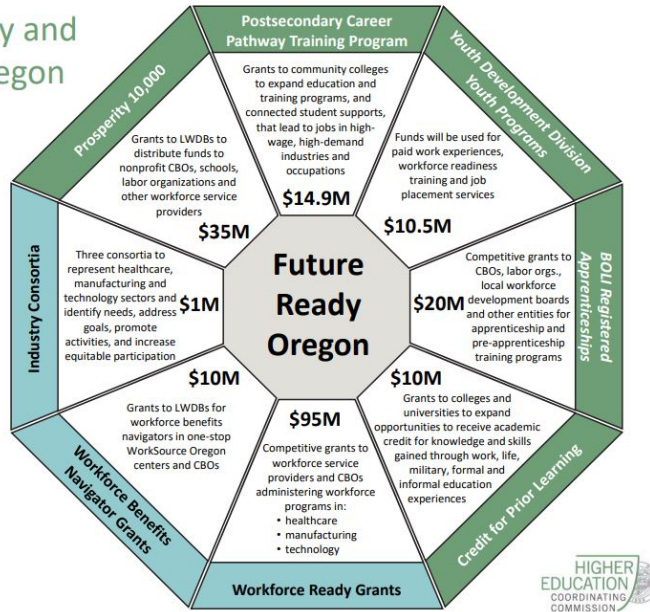 y and
egon
Postsecondary Career
Pathway Training Program
Grants to community colleges
to expand education and
training programs, and
connected student supports,
that lead to jobs in high-
wage, high-demand
industries and
occupations
$14.9M
Youth Development Division
Youth Programs
Funds will be used for
paid work experiences,
workforce readiness
training and job
placement services
$10.5M
BOLI Registered
Apprenticeships
Competitive grants to
CBOs, labor orgs.,
local workforce
development boards
and other entities for
apprenticeship and
pre-apprenticeship
training programs
$20M
Credit for Prior Learning
$10M
Grants to colleges and
universities to expand
opportunities to receive academic
credit for knowledge and skills
gained through work, life,
military, formal and
informal education
experiences
Workforce Ready Grants
$95M
Competitive grants to
workforce service
providers and CBOs
administering workforce
programs in:
• healthcare
• manufacturing
• technology
Workforce Benefits
Navigator Grants
$10M
Grants to LWDBs for
workforce benefits
navigators in one-stop
WorkSource Oregon
centers and CBOs
Industry Consortia
Three consortia to
represent healthcare,
manufacturing and
technology sectors and
identify needs, address
goals, promote
activities, and increase
equitable participation
$1M
Prosperity 10,000
Grants to LWDBs to
distribute funds to
nonprofit CBOs, schools,
labor organizations and
other workforce service
providers
$35M
Future
Ready
Oregon
HIGHER
EDUCATION
COORDINATING
COMMISSION